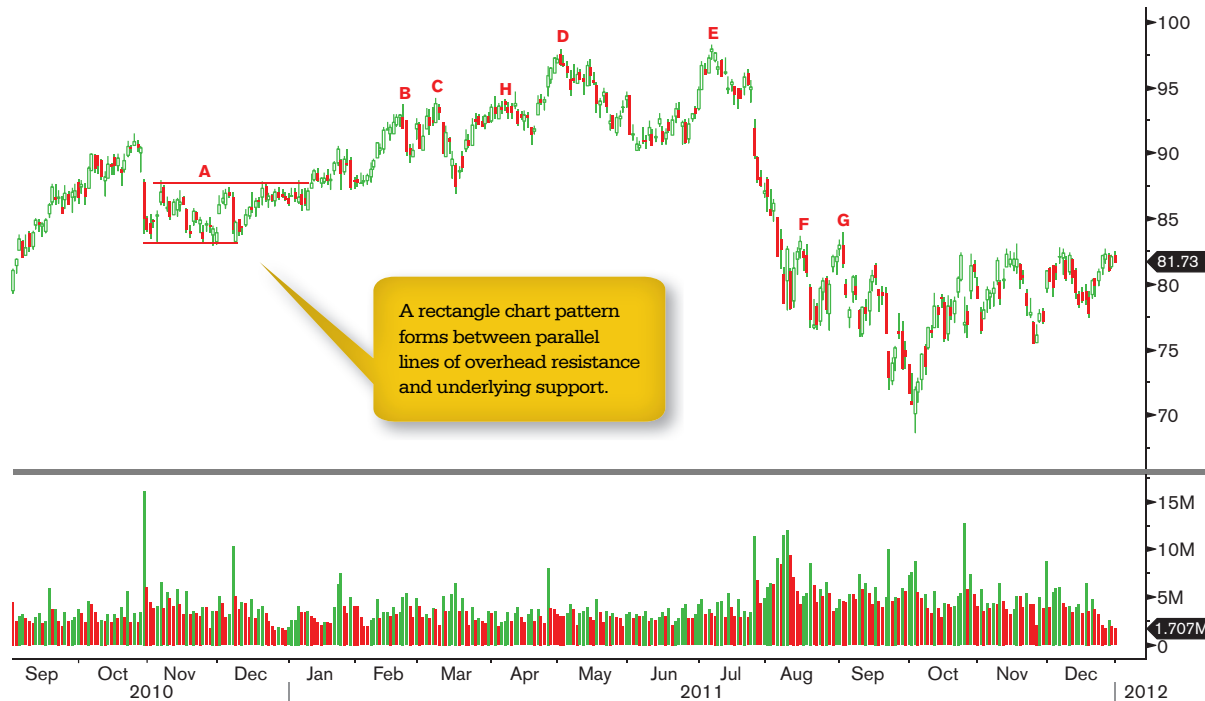 100
D
E
95
B
C
H
90
A
85
F
G
81.73
80
A rectangle chart pattern
forms between parallel
lines of overhead resistance
and underlying support.
75
70
15M
10M
5M
1.707M
0
Sep Oct Nov Dec Jan Feb Mar Apr May Jun Jul Aug Sep Oct Nov Dec
2010 2011 2012